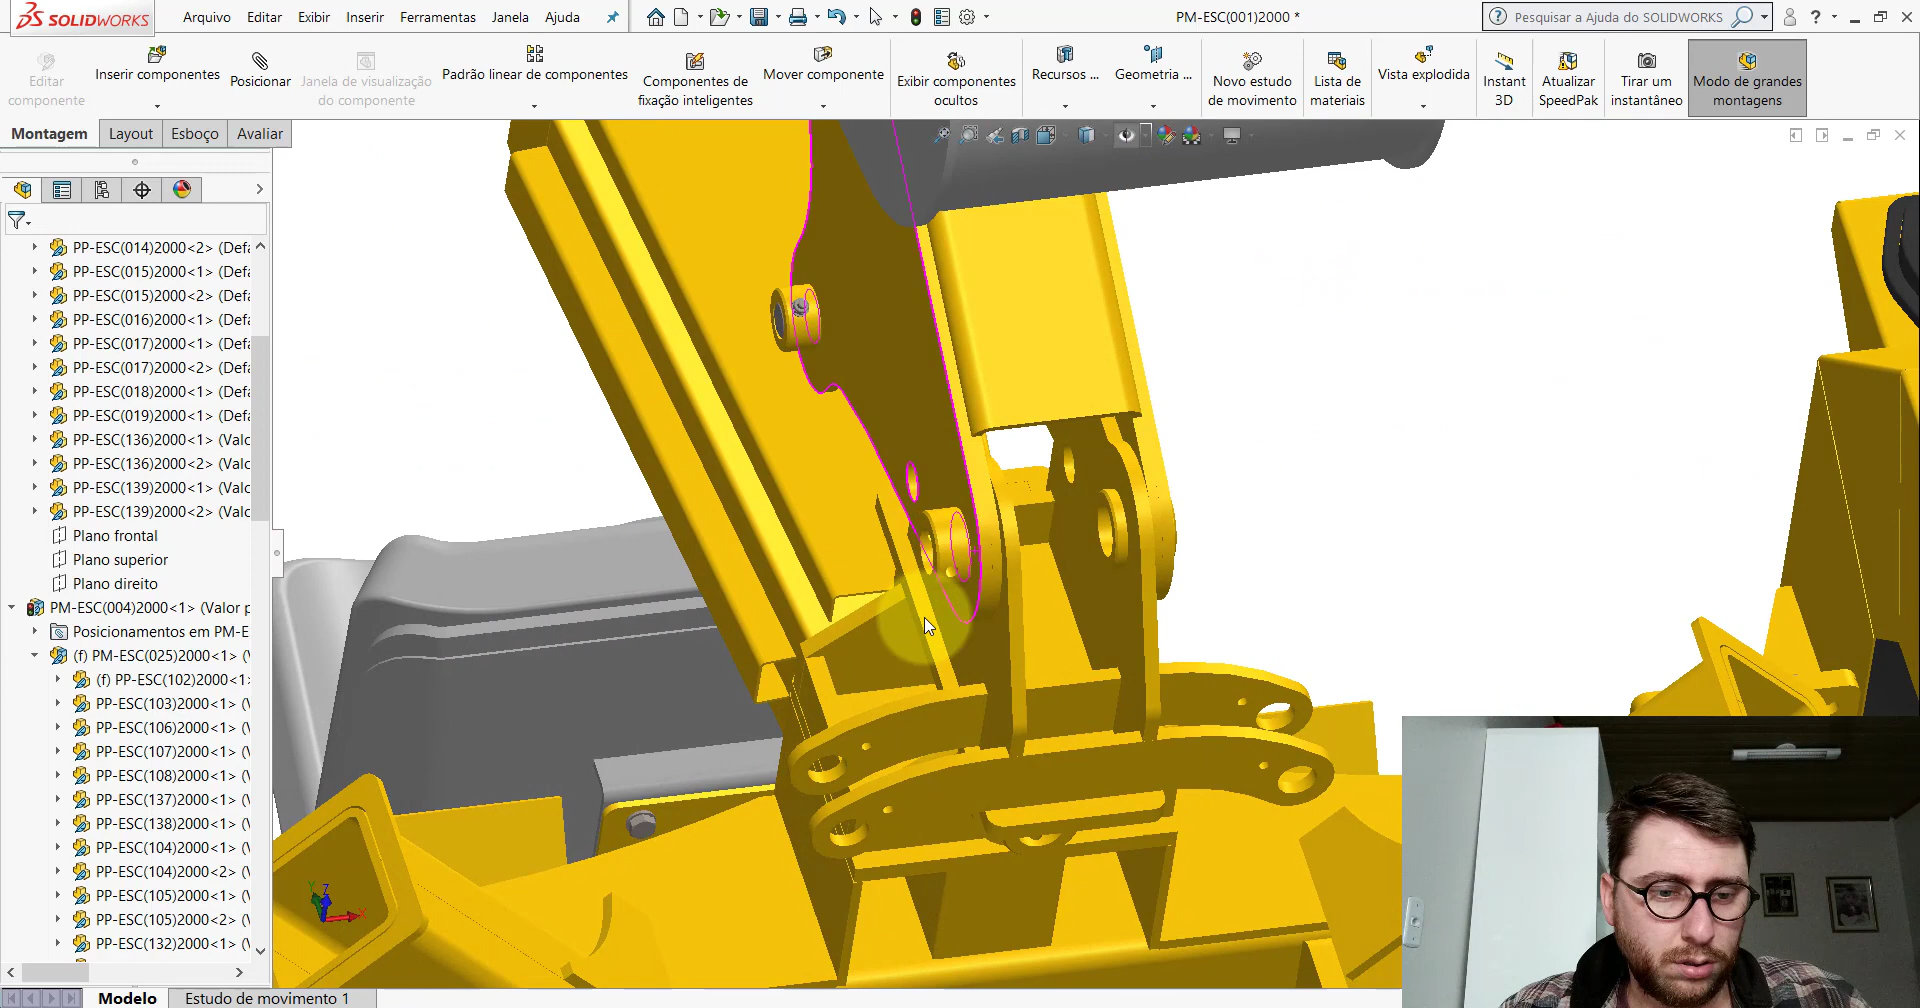 SOLIDWORKS
Arquivo Editar Exibir Inserir Ferramentas Janela Ajuda
PM-ESC(001)2000 *
Pesquisar a Ajuda do SOLIDWORKS
Editar componente
Inserir componentes
Posicionar
Janela de visualização do componente
Padrão linear de componentes
Componentes de fixação inteligentes
Mover componente
Exibir componentes ocultos
Recursos ...
Geometria ...
Novo estudo de movimento
Lista de materiais
Vista explodida
Instant 3D
Atualizar SpeedPak
Tirar um instantâneo
Modo de grandes montagens
Montagem Layout Esboço Avaliar
PP-ESC(014)2000<2> (Defa
PP-ESC(015)2000<1> (Defa
PP-ESC(015)2000<2> (Defa
PP-ESC(016)2000<1> (Defa
PP-ESC(017)2000<1> (Defa
PP-ESC(017)2000<2> (Defa
PP-ESC(018)2000<1> (Defa
PP-ESC(019)2000<1> (Defa
PP-ESC(136)2000<1> (Valc
PP-ESC(136)2000<2> (Valc
PP-ESC(139)2000<1> (Valc
PP-ESC(139)2000<2> (Valc
Plano frontal
Plano superior
Plano direito
PM-ESC(004)2000<1> (Valor p
Posicionamentos em PM-E
(f) PM-ESC(025)2000<1> (V
(f) PP-ESC(102)2000<1>
PP-ESC(103)2000<1> (V
PP-ESC(106)2000<1> (V
PP-ESC(107)2000<1> (V
PP-ESC(108)2000<1> (V
PP-ESC(137)2000<1> (V
PP-ESC(138)2000<1> (V
PP-ESC(104)2000<1> (V
PP-ESC(104)2000<2> (V
PP-ESC(105)2000<1> (V
PP-ESC(105)2000<2> (V
PP-ESC(132)2000<1> (V
Y Z X
Modelo Estudo de movimento 1